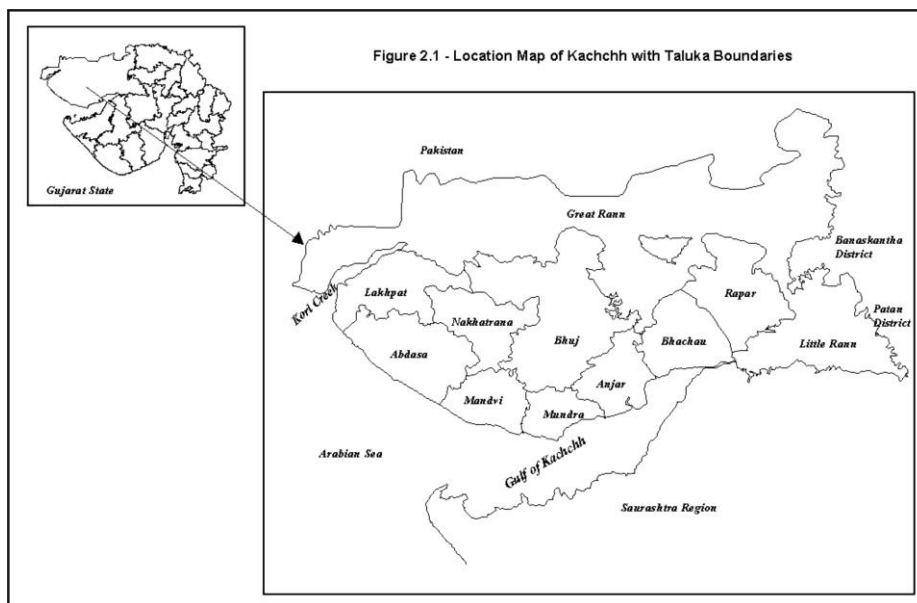 Figure 2.1 - Location Map of Kachchh with Taluka Boundaries
Gujarat State
Pakistan
Great Rann
Banaskantha
District
Kori Creek
Lakhpat
Rapar
Nakhatrana
Patan
District
Bhuj
Bhachau
Little Rann
Abdasa
Anjar
Mandvi
Mundra
Arabian Sea
Gulf of Kachchh
Saurashtra Region